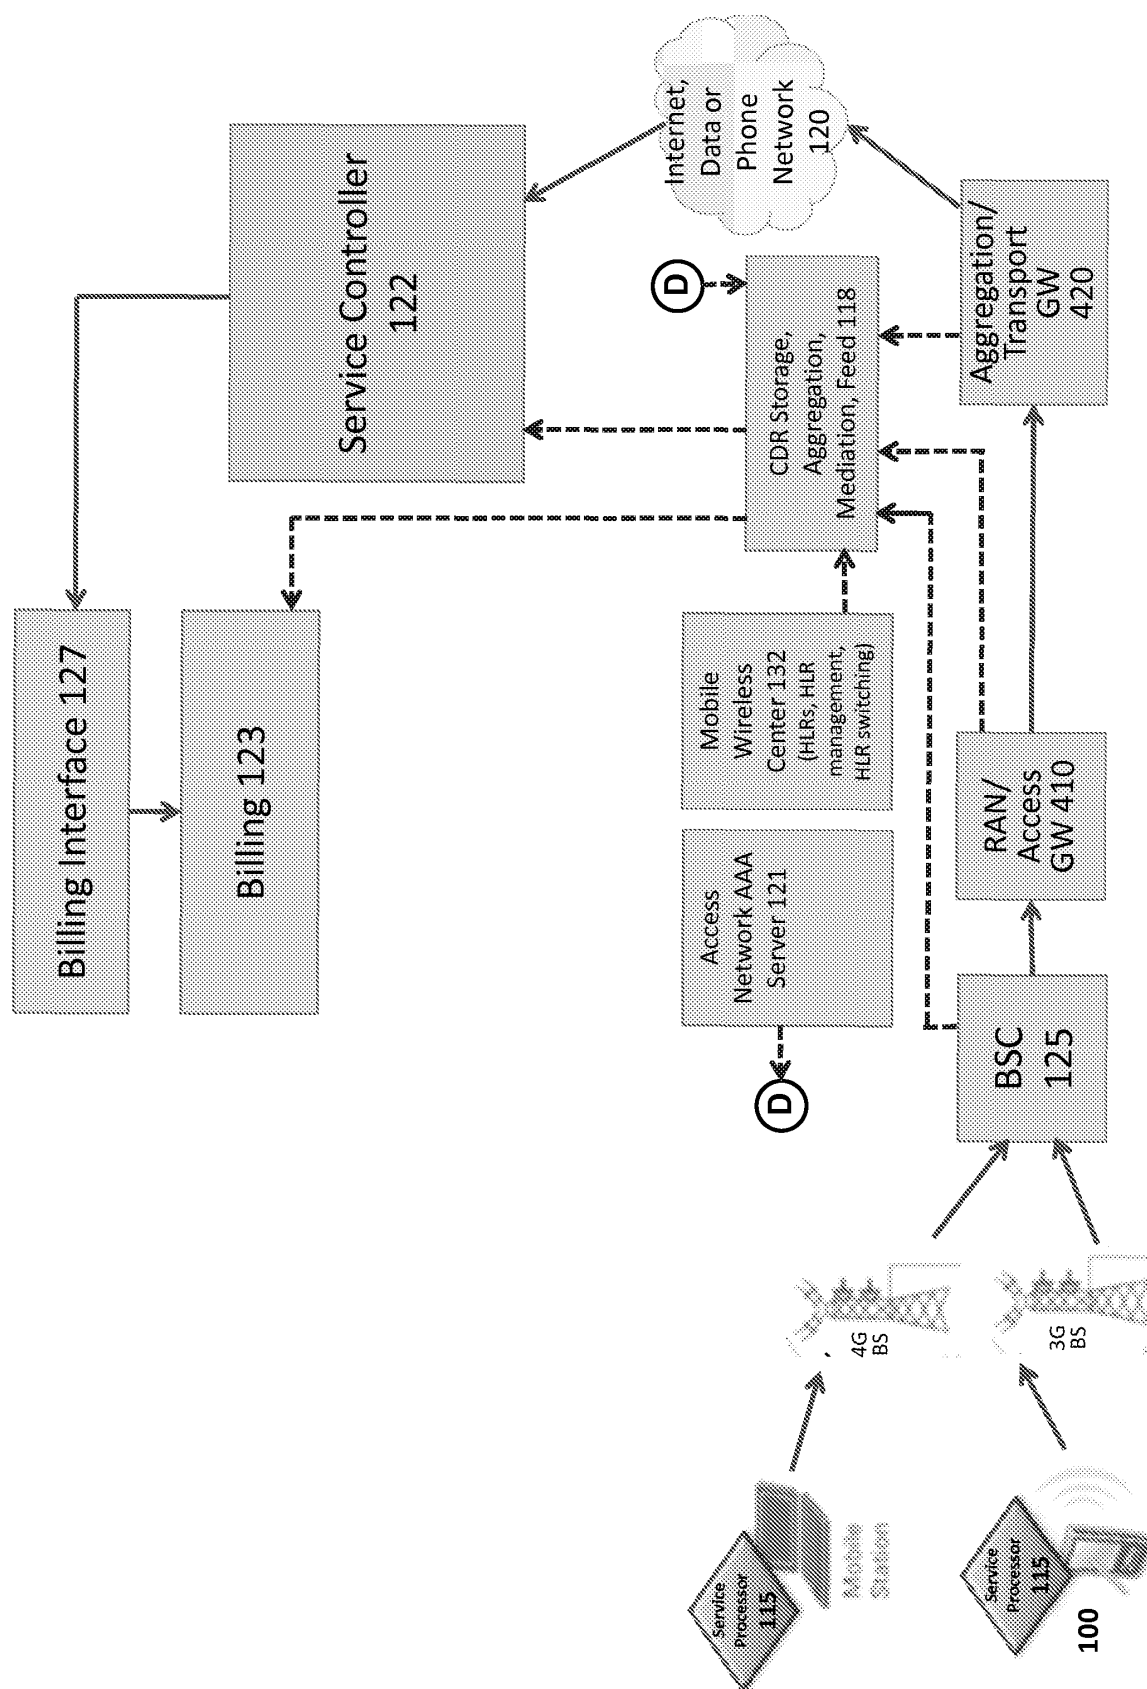 Billing Interface 127
Billing 123
Service Controller
122
Internet,
Data or
Phone
Network
120
D
CDR Storage,
Aggregation,
Mediation, Feed 118
Mobile
Wireless
Center 132
(HLRs, HLR
management,
HLR switching)
Access
Network AAA
Server 121
D
Aggregation/
Transport
GW
420
RAN/
Access
GW 410
BSC
125
4G
BS
3G
BS
Service
Processor
115
Mobile
Station
Service
Processor
115
100